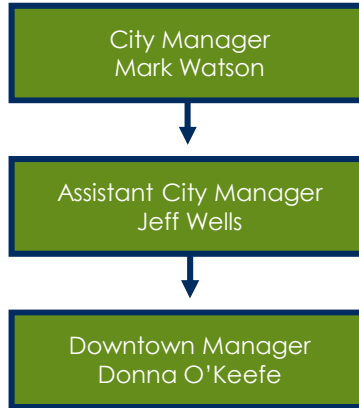 City Manager
Mark Watson
Assistant City Manager
Jeff Wells
Downtown Manager
Donna O’Keefe